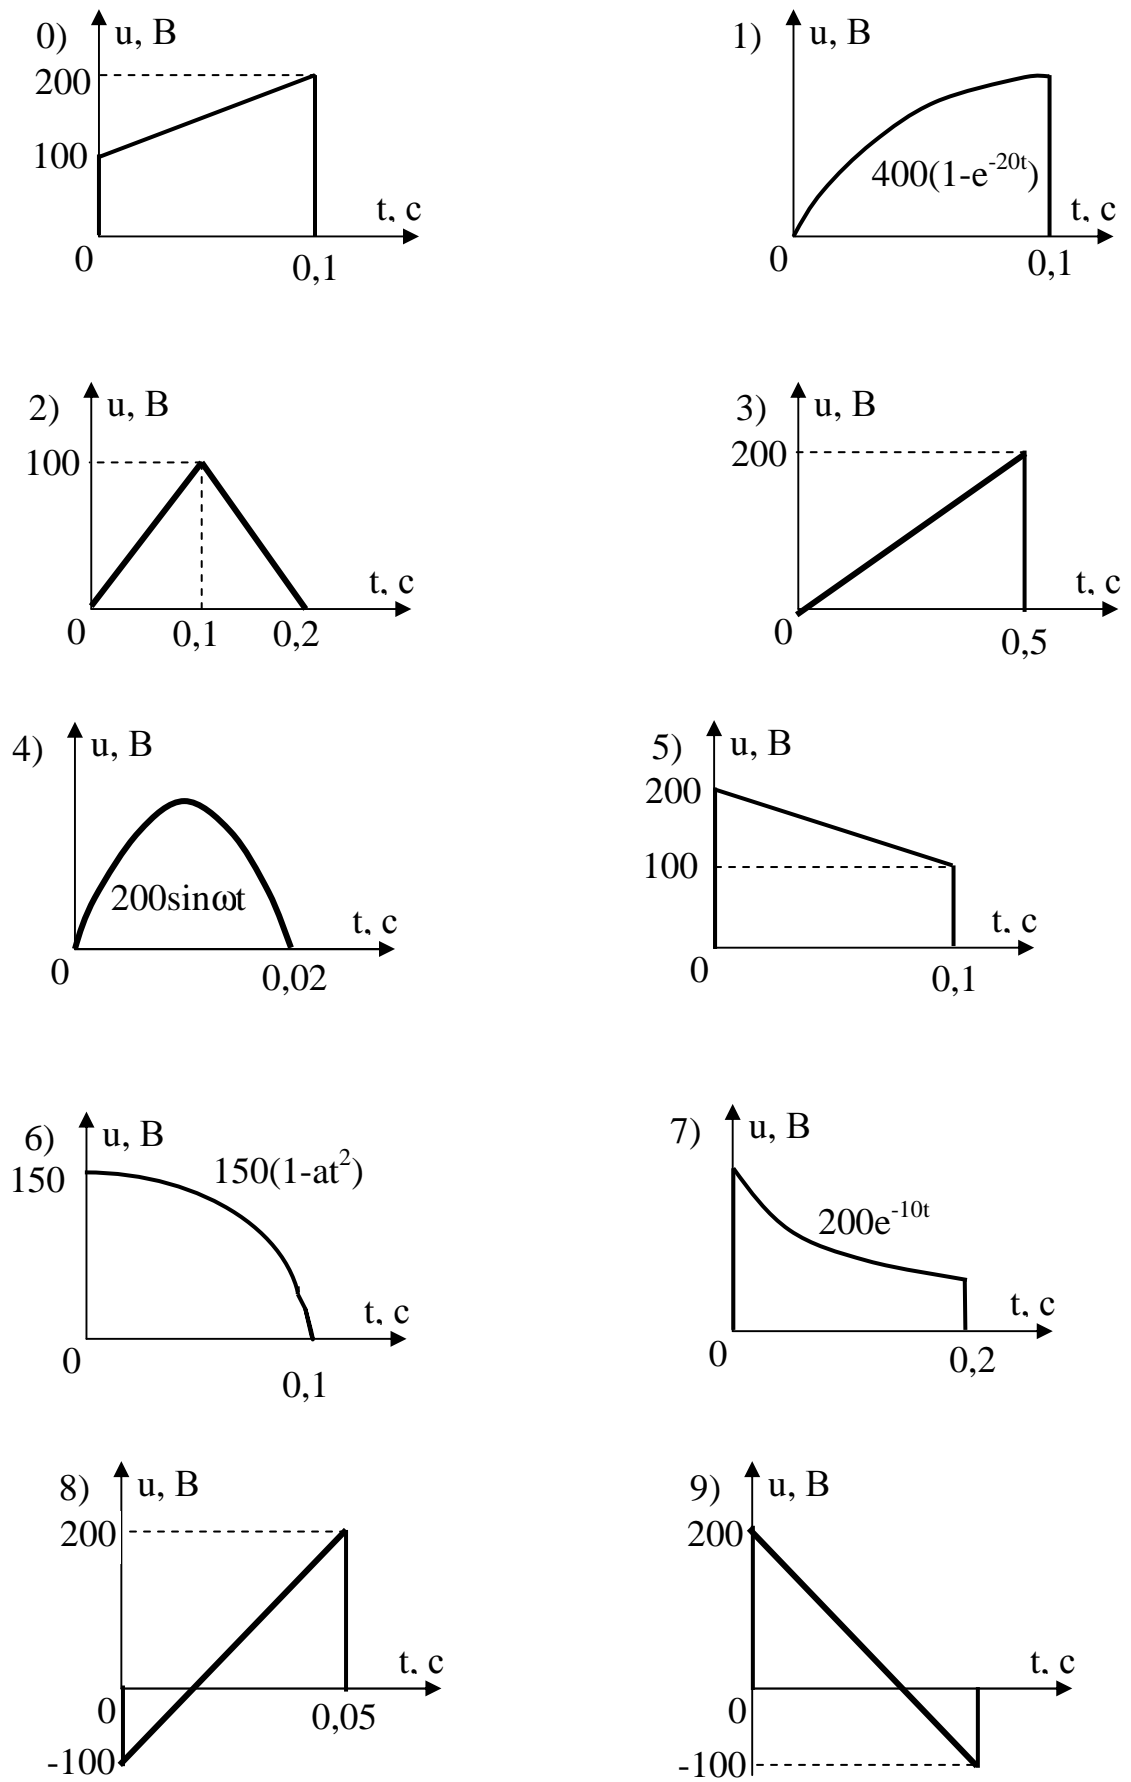 0) u, В
200
100
t, с
0
0,1
1) u, В
400(1-e^-20t)
t, с
0
0,1
2) u, В
100
t, с
0
0,1
0,2
3) u, В
200
t, с
0
0,5
4) u, В
200sinωt
t, с
0
0,02
5) u, В
200
100
t, с
0
0,1
6) u, В
150
150(1-at²)
t, с
0
0,1
7) u, В
200e^-10t
t, с
0
0,2
8) u, В
200
t, с
0
0,05
-100
9) u, В
200
t, с
0
-100